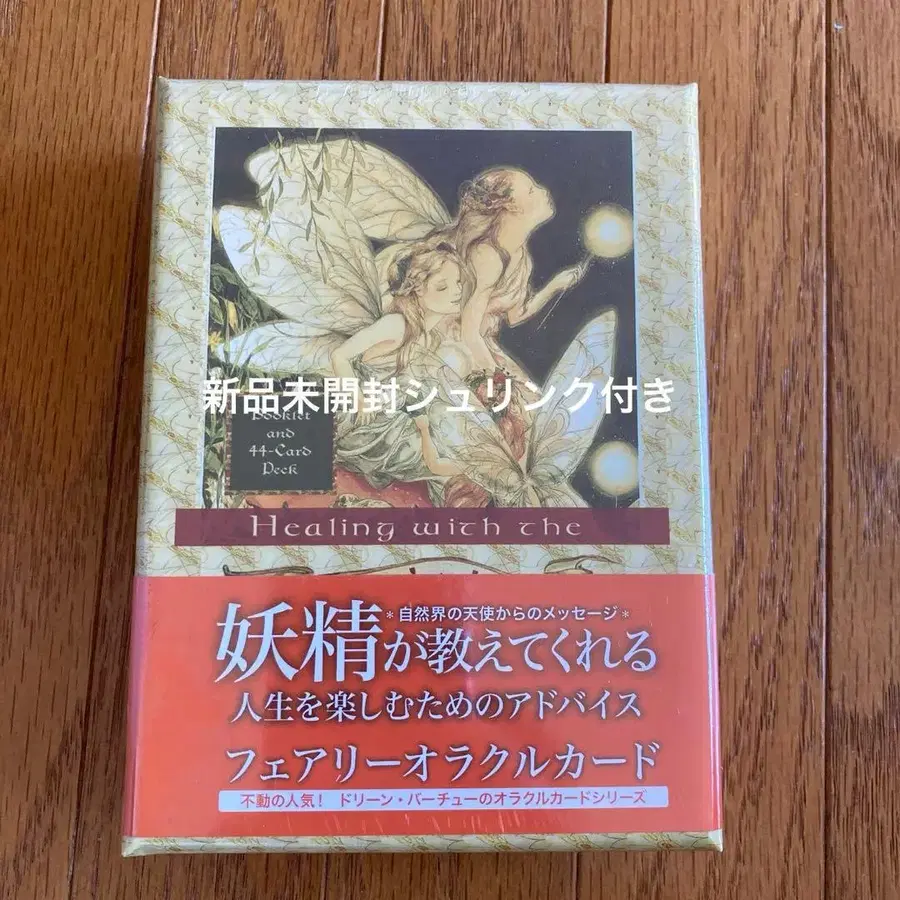 新品未開封シュリンク付き
Booklet
and
44-Card
Deck
Healing with the
*自然界の天使からのメッセージ*
妖精が教えてくれる
人生を楽しむためのアドバイス
フェアリーオラクルカード
不動の人気! ドリーン・バーチューのオラクルカードシリーズ